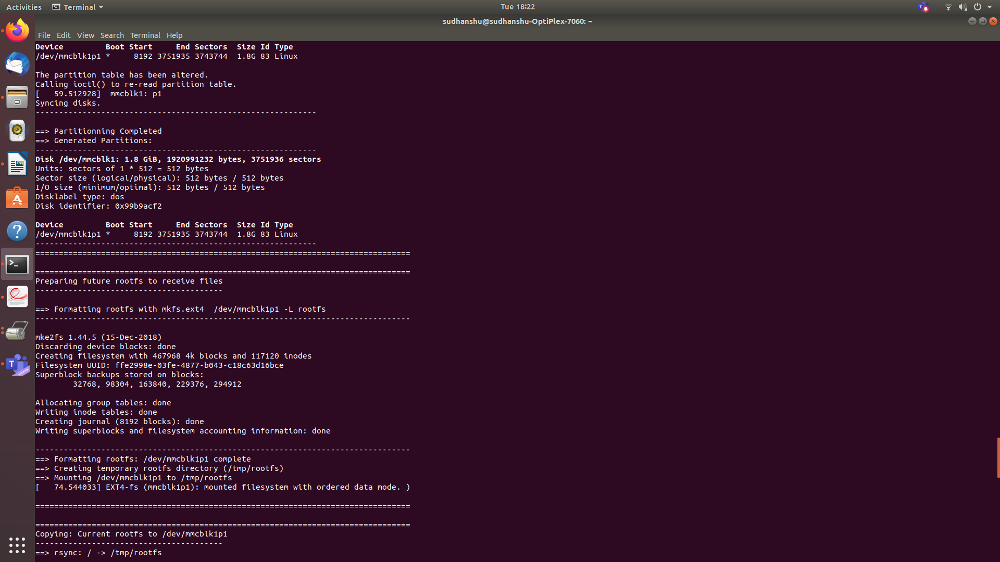 Activities Terminal Tue 18:22
sudhanshu@sudhanshu-OptiPlex-7060: ~
File Edit View Search Terminal Help
Device         Boot Start     End Sectors  Size Id Type
/dev/mmcblk1p1 *     8192 3751935 3743744  1.8G 83 Linux
The partition table has been altered.
Calling ioctl() to re-read partition table.
[   59.512928]  mmcblk1: p1
Syncing disks.
------------------------------------------------------------
==> Partitionning Completed
==> Generated Partitions:
------------------------------------------------------------
Disk /dev/mmcblk1: 1.8 GiB, 1920991232 bytes, 3751936 sectors
Units: sectors of 1 * 512 = 512 bytes
Sector size (logical/physical): 512 bytes / 512 bytes
I/O size (minimum/optimal): 512 bytes / 512 bytes
Disklabel type: dos
Disk identifier: 0x99b9acf2
Device         Boot Start     End Sectors  Size Id Type
/dev/mmcblk1p1 *     8192 3751935 3743744  1.8G 83 Linux
------------------------------------------------------------
================================================================================
================================================================================
Preparing future rootfs to receive files
----------------------------------------
==> Formatting rootfs with mkfs.ext4  /dev/mmcblk1p1 -L rootfs
--------------------------------------------------------------------------------
mke2fs 1.44.5 (15-Dec-2018)
Discarding device blocks: done
Creating filesystem with 467968 4k blocks and 117120 inodes
Filesystem UUID: ffe2998e-03fe-4877-b043-c18c63d16bce
Superblock backups stored on blocks:
        32768, 98304, 163840, 229376, 294912
Allocating group tables: done
Writing inode tables: done
Creating journal (8192 blocks): done
Writing superblocks and filesystem accounting information: done
--------------------------------------------------------------------------------
==> Formatting rootfs: /dev/mmcblk1p1 complete
==> Creating temporary rootfs directory (/tmp/rootfs)
==> Mounting /dev/mmcblk1p1 to /tmp/rootfs
[   74.544033] EXT4-fs (mmcblk1p1): mounted filesystem with ordered data mode. )
================================================================================
================================================================================
Copying: Current rootfs to /dev/mmcblk1p1
----------------------------------------
==> rsync: / -> /tmp/rootfs